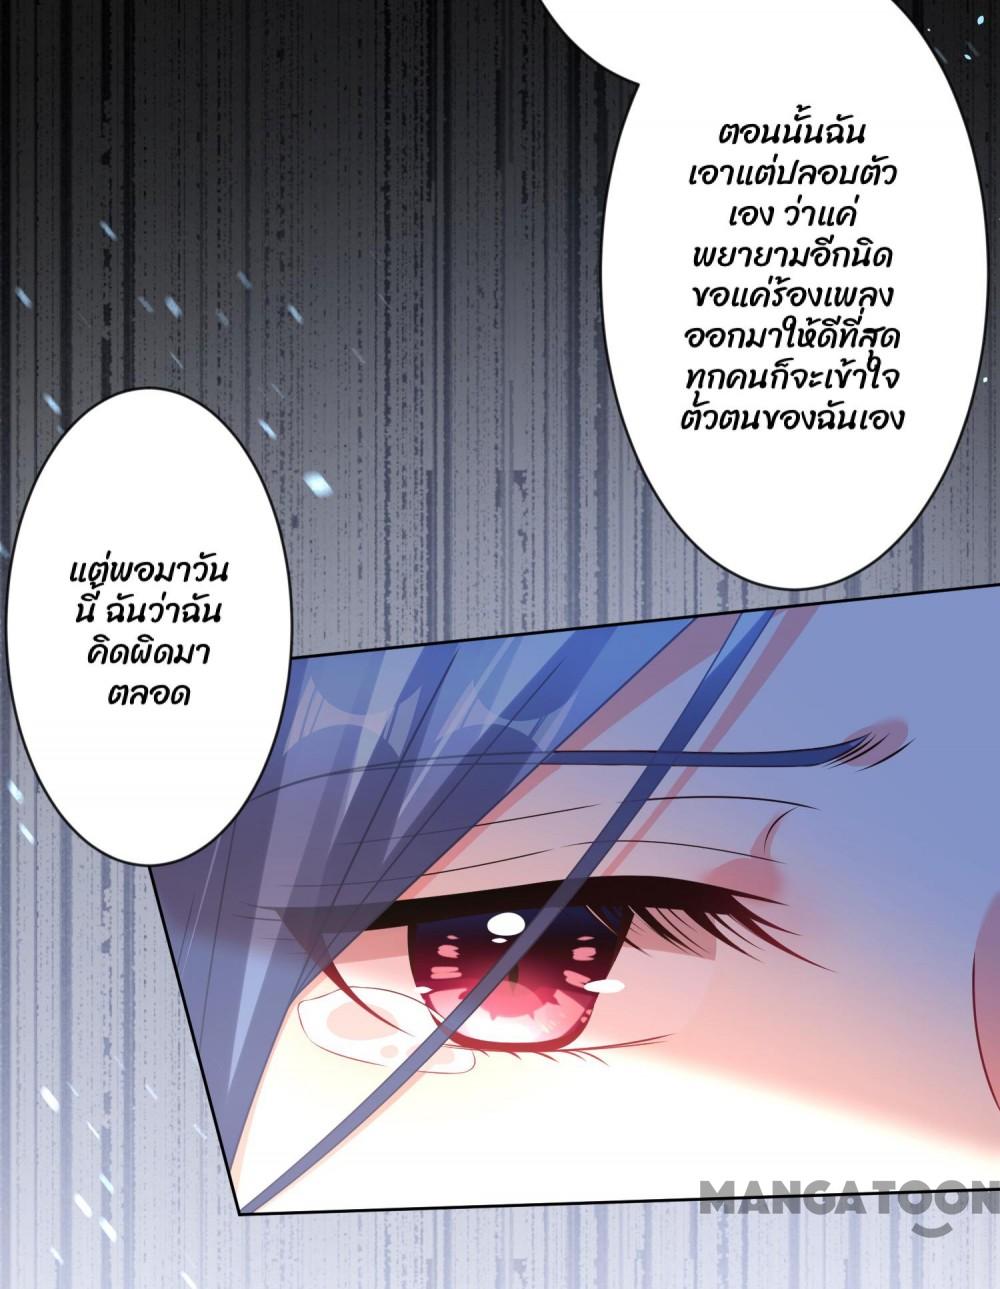 ตอนนั้นฉัน
เอาแต่ปลอบตัว
เอง ว่าแค่
พยายามอีกนิด
ขอแค่ร้องเพลง
ออกมาให้ดีที่สุด
ทุกคนก็จะเข้าใจ
ตัวตนของฉันเอง
แต่พอมาวัน
นี้ ฉันว่าฉัน
คิดผิดมา
ตลอด
MANGATOON